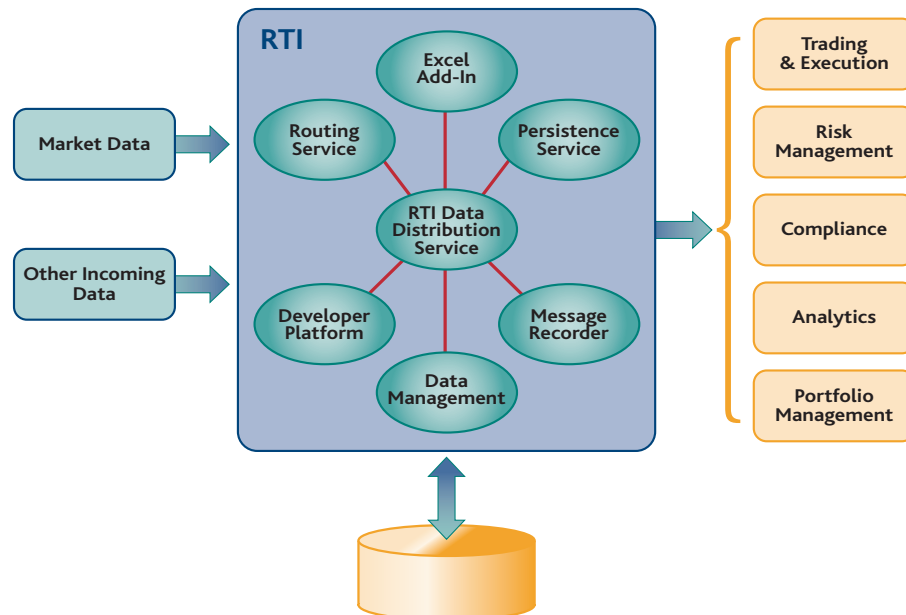 RTI
Excel
Add-In
Routing
Service
Persistence
Service
RTI Data
Distribution
Service
Developer
Platform
Message
Recorder
Data
Management
Market Data
Other Incoming
Data
Trading
& Execution
Risk
Management
Compliance
Analytics
Portfolio
Management